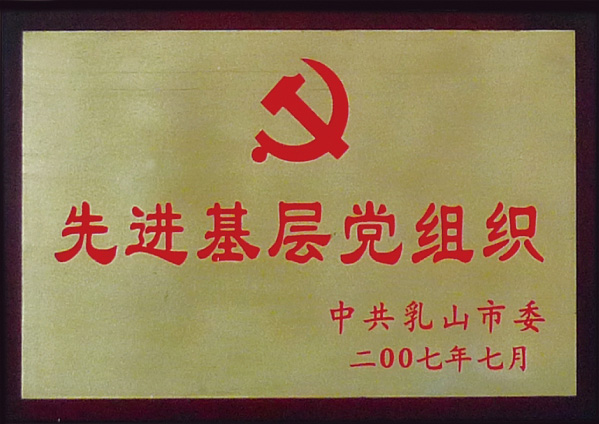 先进基层党组织
中共乳山市委
二00七年七月